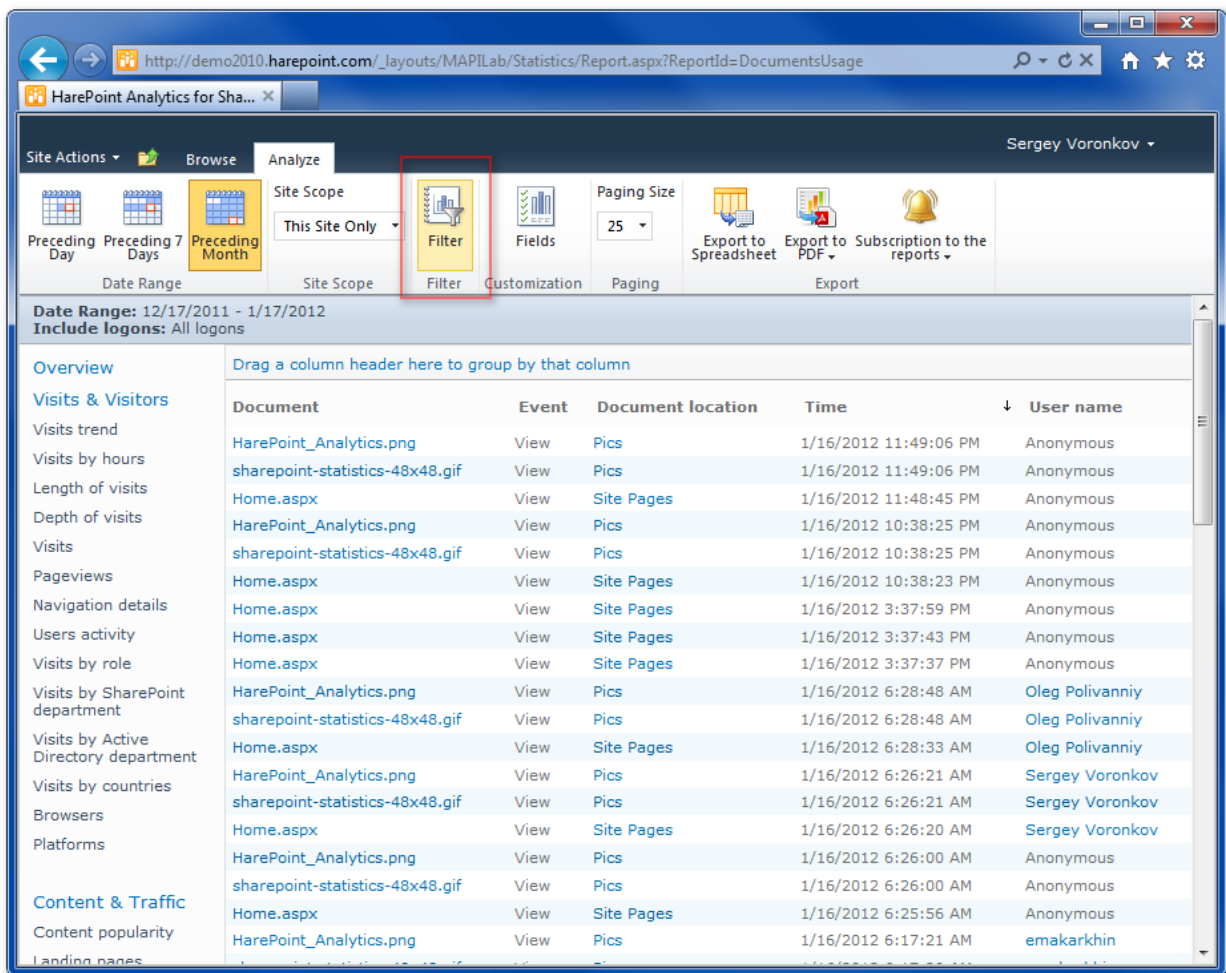 http://demo2010.harepoint.com/_layouts/MAPILab/Statistics/Report.aspx?ReportId=DocumentsUsage
HarePoint Analytics for Sha...
Sergey Voronkov
Site Actions Browse Analyze
Preceding Day
Preceding 7 Days
Preceding Month
Date Range
Site Scope
This Site Only
Site Scope
Filter
Filter
Fields
Customization
Paging Size
25
Paging
Export to Spreadsheet
Export to PDF
Subscription to the reports
Export
Date Range: 12/17/2011 - 1/17/2012
Include logons: All logons
Overview
Visits & Visitors
Visits trend
Visits by hours
Length of visits
Depth of visits
Visits
Pageviews
Navigation details
Users activity
Visits by role
Visits by SharePoint
department
Visits by Active
Directory department
Visits by countries
Browsers
Platforms
Content & Traffic
Content popularity
Landing pages
Drag a column header here to group by that column
Document Event Document location Time User name
HarePoint_Analytics.png View Pics 1/16/2012 11:49:06 PM Anonymous
sharepoint-statistics-48x48.gif View Pics 1/16/2012 11:49:06 PM Anonymous
Home.aspx View Site Pages 1/16/2012 11:48:45 PM Anonymous
HarePoint_Analytics.png View Pics 1/16/2012 10:38:25 PM Anonymous
sharepoint-statistics-48x48.gif View Pics 1/16/2012 10:38:25 PM Anonymous
Home.aspx View Site Pages 1/16/2012 10:38:23 PM Anonymous
Home.aspx View Site Pages 1/16/2012 3:37:59 PM Anonymous
Home.aspx View Site Pages 1/16/2012 3:37:43 PM Anonymous
Home.aspx View Site Pages 1/16/2012 3:37:37 PM Anonymous
HarePoint_Analytics.png View Pics 1/16/2012 6:28:48 AM Oleg Polivanniy
sharepoint-statistics-48x48.gif View Pics 1/16/2012 6:28:48 AM Oleg Polivanniy
Home.aspx View Site Pages 1/16/2012 6:28:33 AM Oleg Polivanniy
HarePoint_Analytics.png View Pics 1/16/2012 6:26:21 AM Sergey Voronkov
sharepoint-statistics-48x48.gif View Pics 1/16/2012 6:26:21 AM Sergey Voronkov
Home.aspx View Site Pages 1/16/2012 6:26:20 AM Sergey Voronkov
HarePoint_Analytics.png View Pics 1/16/2012 6:26:00 AM Anonymous
sharepoint-statistics-48x48.gif View Pics 1/16/2012 6:26:00 AM Anonymous
Home.aspx View Site Pages 1/16/2012 6:25:56 AM Anonymous
HarePoint_Analytics.png View Pics 1/16/2012 6:17:21 AM emakarkhin